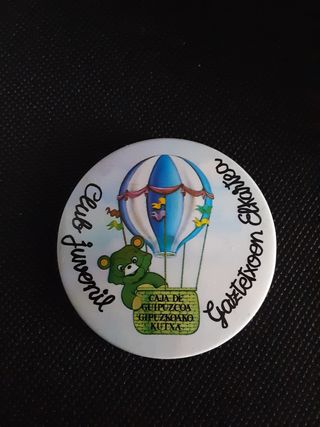 Club juvenil
Gaztetxoen Elkartea
CAJA DE
GUIPUZCOA
GIPUZKOAKO
KUTXA